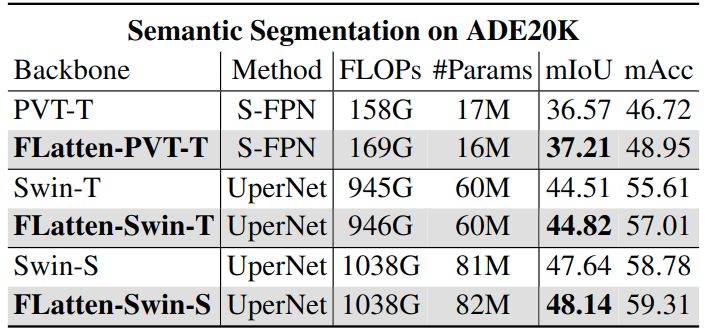 Semantic Segmentation on ADE20K
Backbone Method FLOPs #Params mIoU mAcc
PVT-T S-FPN 158G 17M 36.57 46.72
FLatten-PVT-T S-FPN 169G 16M 37.21 48.95
Swin-T UperNet 945G 60M 44.51 55.61
FLatten-Swin-T UperNet 946G 60M 44.82 57.01
Swin-S UperNet 1038G 81M 47.64 58.78
FLatten-Swin-S UperNet 1038G 82M 48.14 59.31